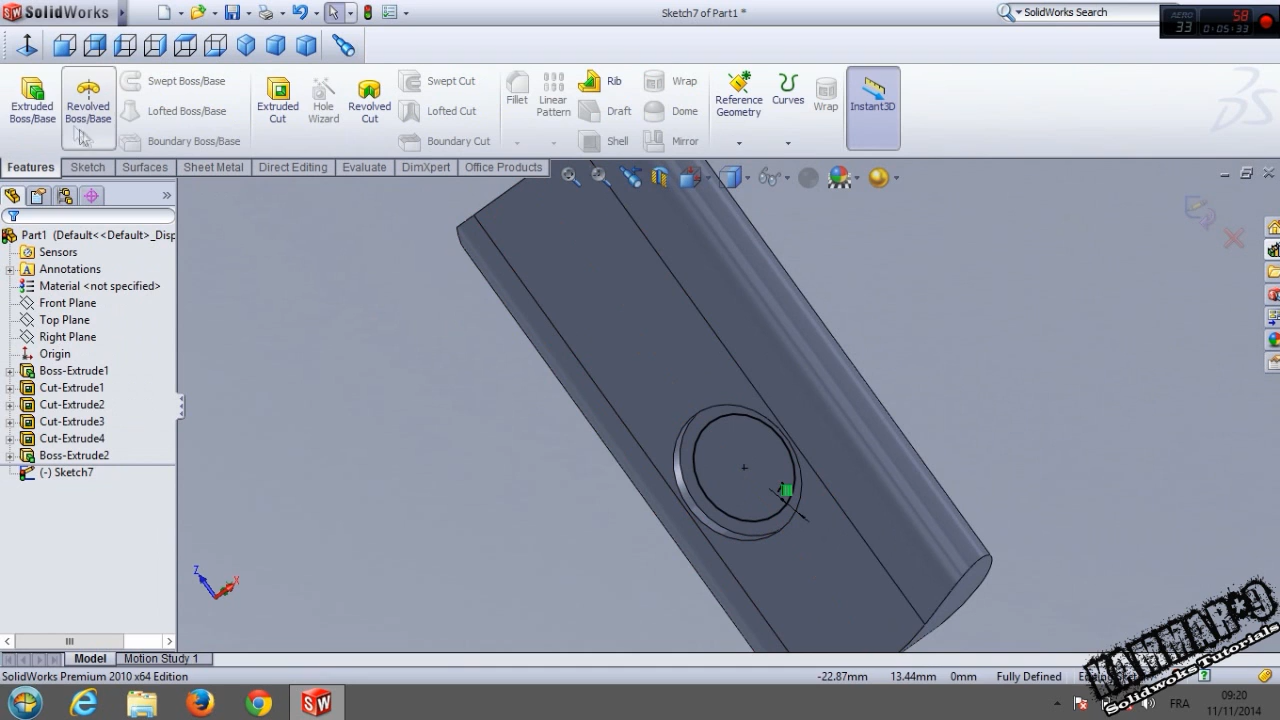 SolidWorks
Sketch7 of Part1 *
SolidWorks Search
AERO
33
58
0:05:33
Extruded Boss/Base
Revolved Boss/Base
Swept Boss/Base
Lofted Boss/Base
Boundary Boss/Base
Extruded Cut
Hole Wizard
Revolved Cut
Swept Cut
Lofted Cut
Boundary Cut
Fillet
Linear Pattern
Rib
Draft
Shell
Wrap
Dome
Mirror
Reference Geometry
Curves
Wrap
Instant3D
Features
Sketch
Surfaces
Sheet Metal
Direct Editing
Evaluate
DimXpert
Office Products
Part1 (Default<<Default>_Disp
Sensors
Annotations
Material <not specified>
Front Plane
Top Plane
Right Plane
Origin
Boss-Extrude1
Cut-Extrude1
Cut-Extrude2
Cut-Extrude3
Cut-Extrude4
Boss-Extrude2
(-) Sketch7
Z
X
Model
Motion Study 1
SolidWorks Premium 2010 x64 Edition
-22.87mm
13.44mm
0mm
Fully Defined
Solidworks Tutorials
FRA
09:20
11/11/2014